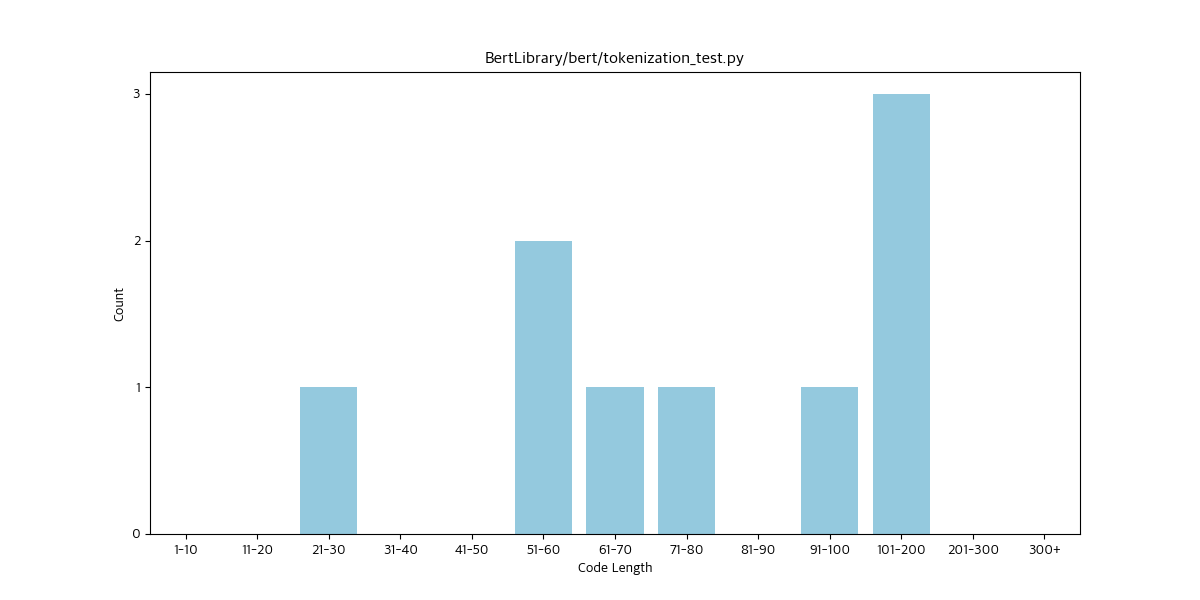 BertLibrary/bert/tokenization_test.py
Count
3
2
1
0
1-10 11-20 21-30 31-40 41-50 51-60 61-70 71-80 81-90 91-100 101-200 201-300 300+
Code Length